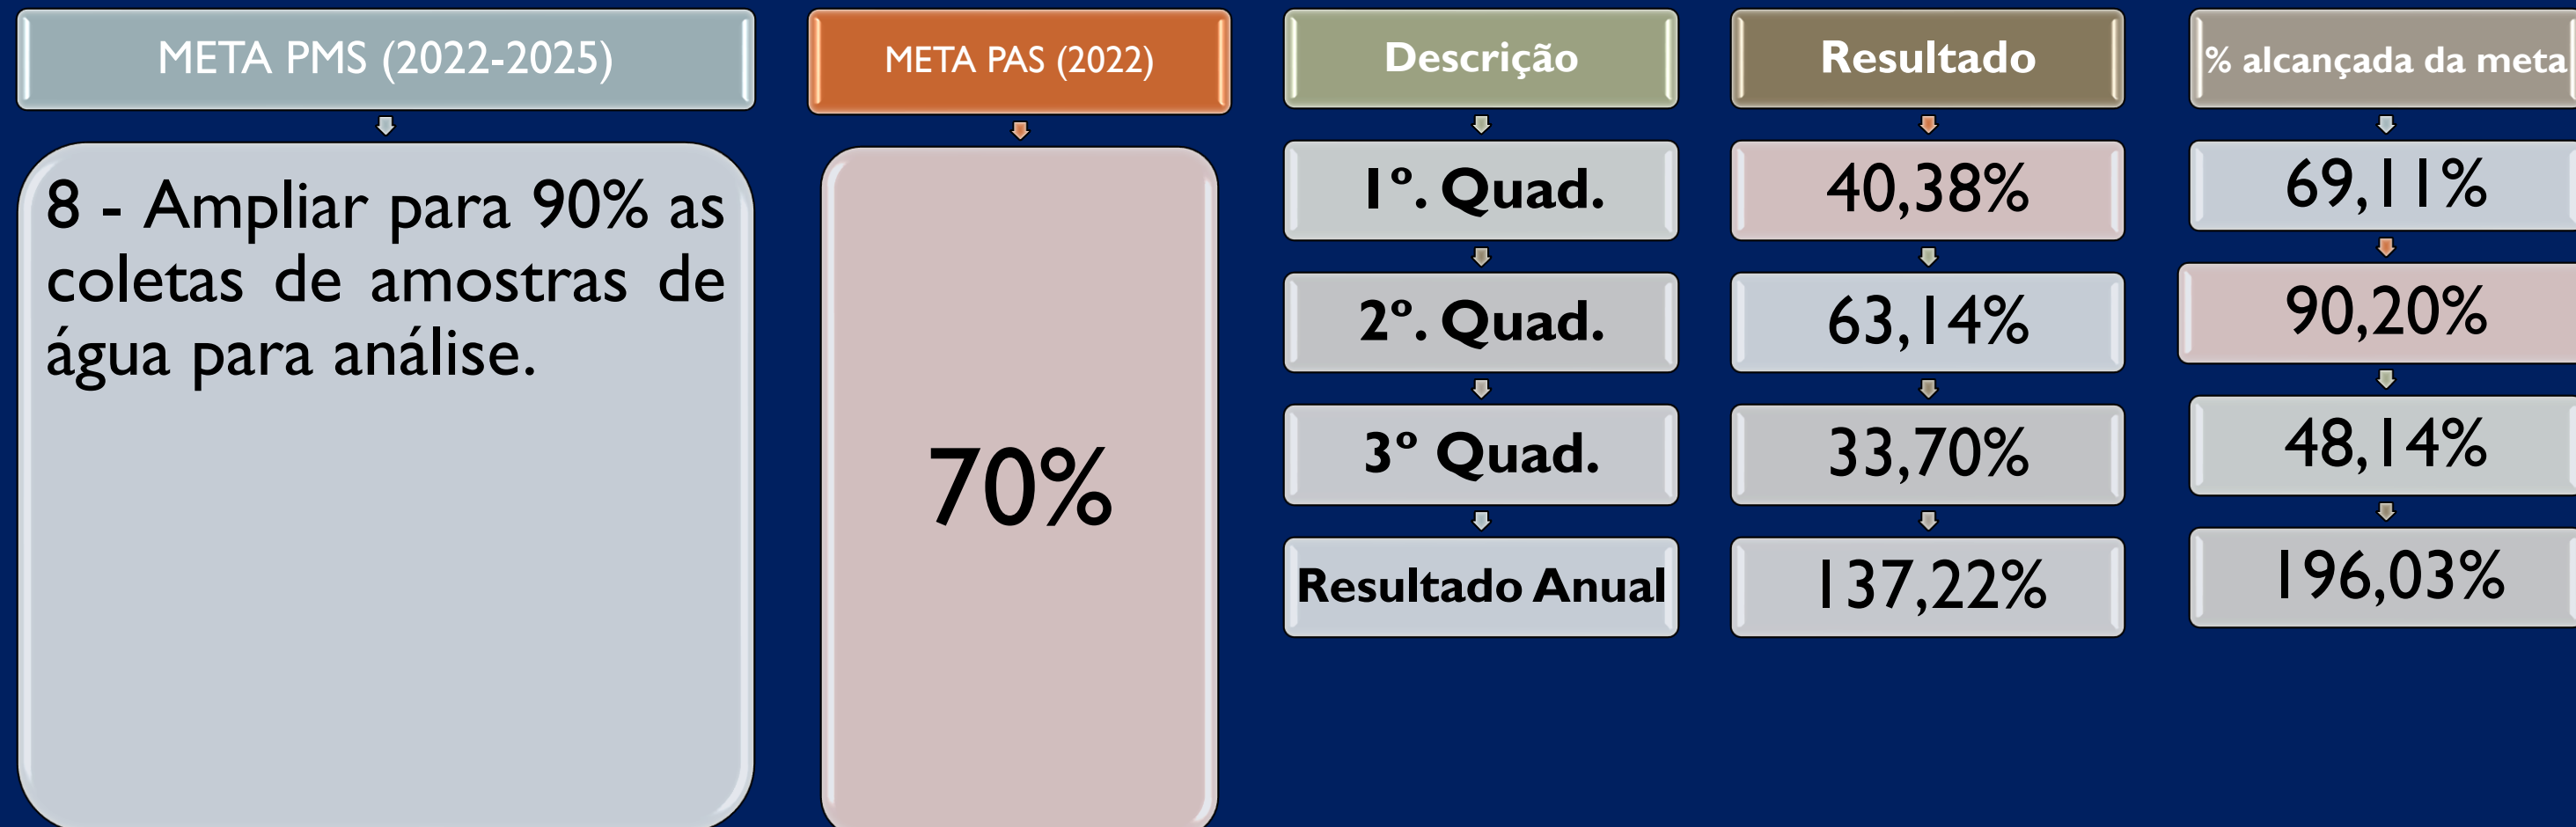 META PMS (2022-2025)
8 - Ampliar para 90% as
coletas de amostras de
água para análise.
META PAS (2022)
70%
Descrição
1º. Quad.
2º. Quad.
3º Quad.
Resultado Anual
Resultado
40,38%
63,14%
33,70%
137,22%
% alcançada da meta
69,11%
90,20%
48,14%
196,03%